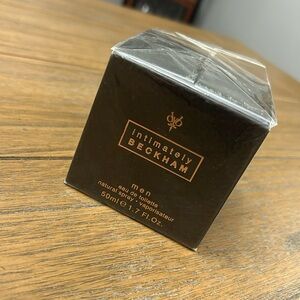 intimately
BECKHAM
men
eau de toilette
natural spray · vaporisateur
50ml ℮ 1.7 Fl.Oz.